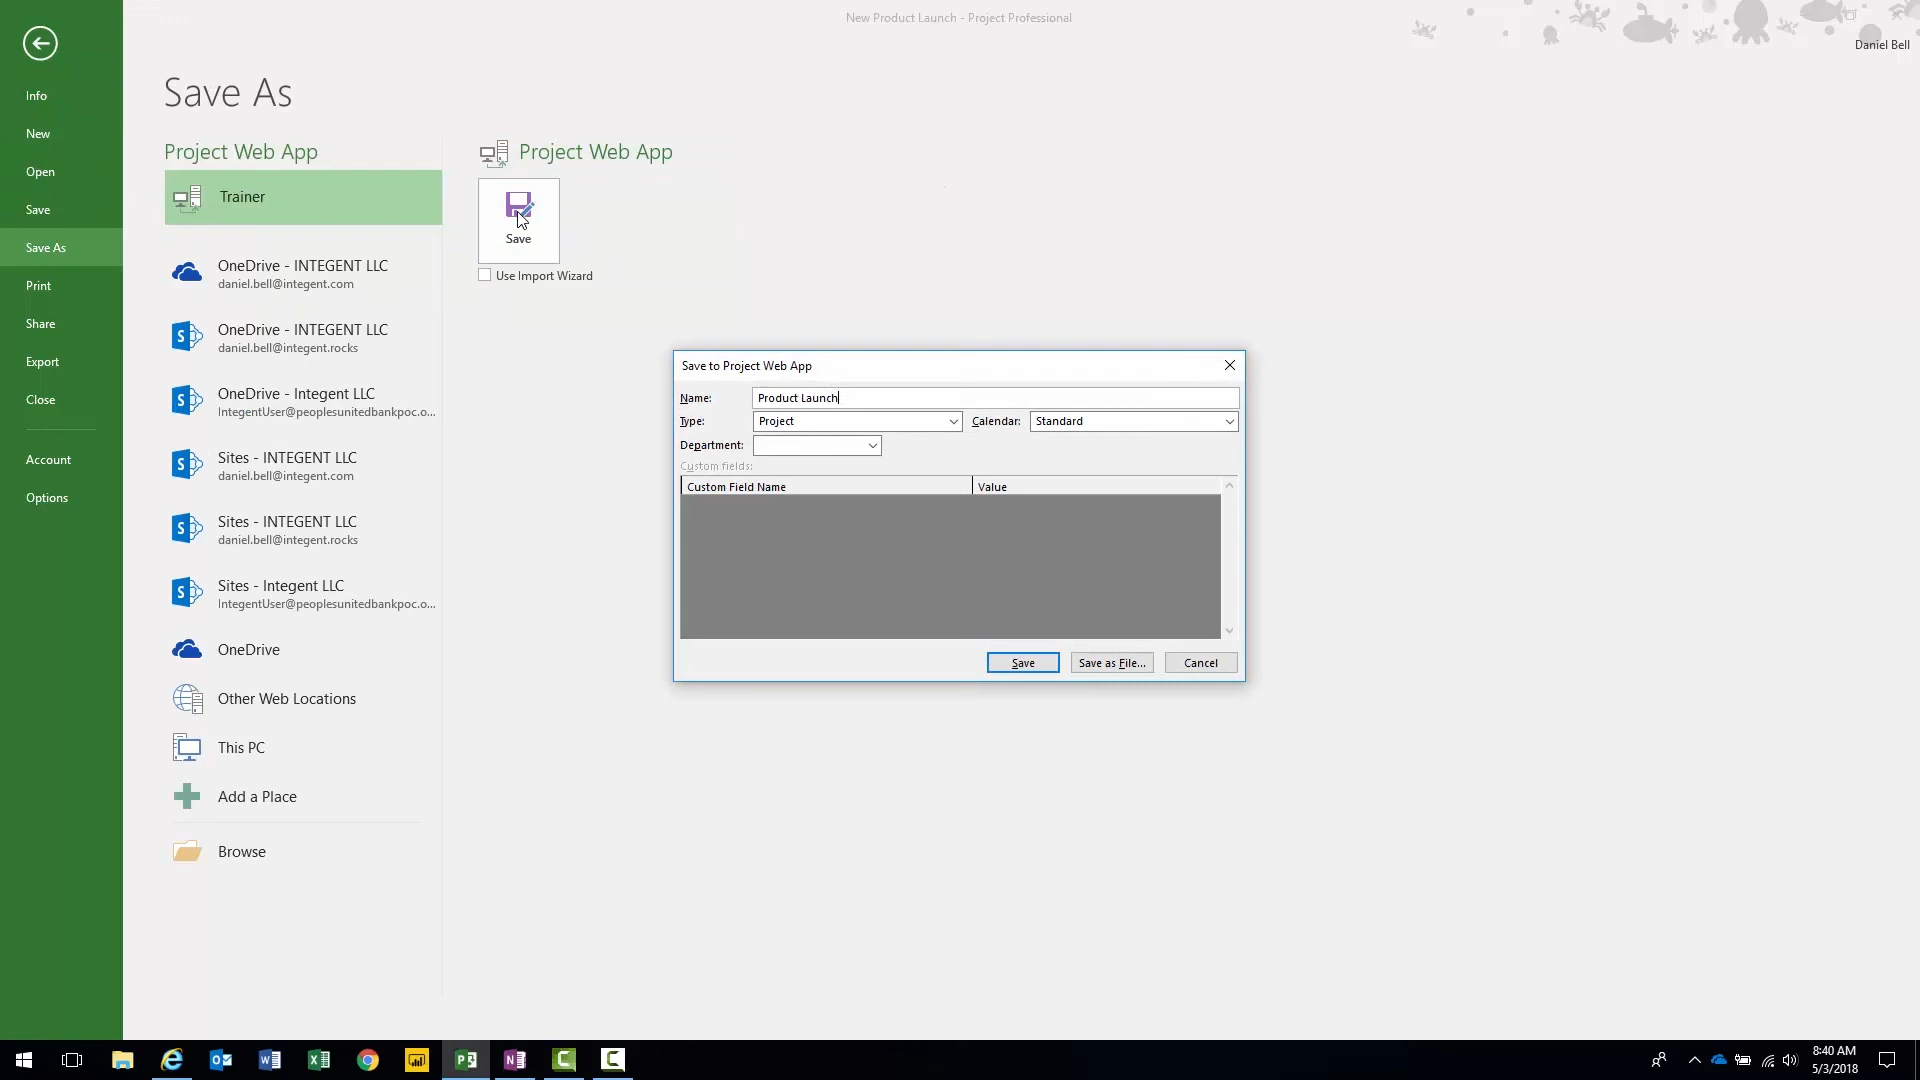 New Product Launch - Project Professional
Daniel Bell
Info
New
Open
Save
Save As
Print
Share
Export
Close
Account
Options
Save As
Project Web App
Trainer
OneDrive - INTEGENT LLC
daniel.bell@integent.com
OneDrive - INTEGENT LLC
daniel.bell@integent.rocks
OneDrive - Integent LLC
IntegentUser@peoplesunitedbankpoc.o...
Sites - INTEGENT LLC
daniel.bell@integent.com
Sites - INTEGENT LLC
daniel.bell@integent.rocks
Sites - Integent LLC
IntegentUser@peoplesunitedbankpoc.o...
OneDrive
Other Web Locations
This PC
Add a Place
Browse
Project Web App
Save
Use Import Wizard
Save to Project Web App
Name: Product Launch
Type: Project Calendar: Standard
Department:
Custom fields:
Custom Field Name Value
Save Save as File... Cancel
8:40 AM
5/3/2018